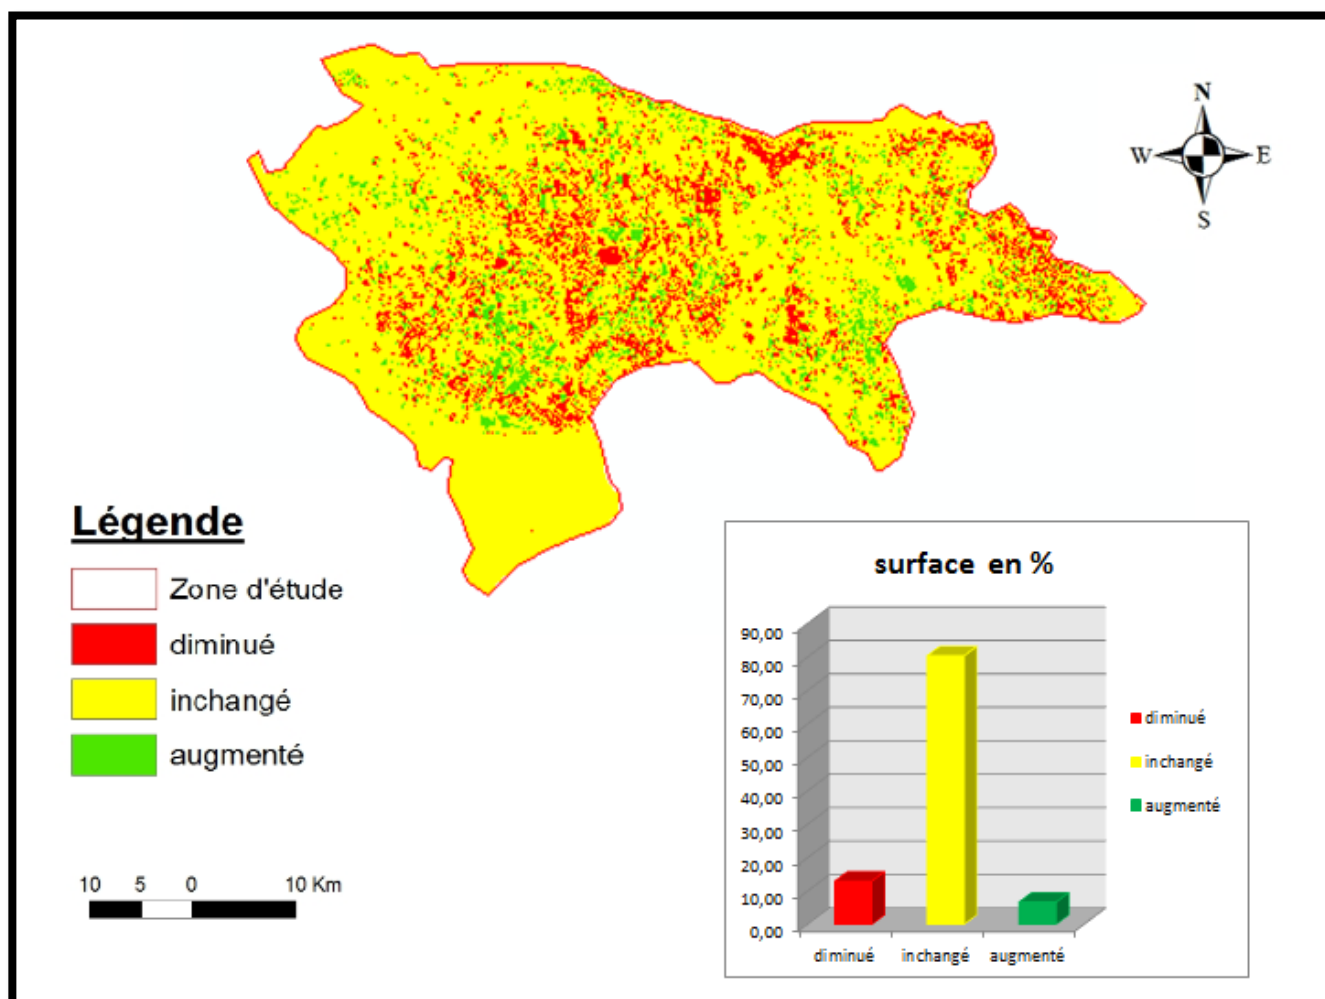 N
W E
S
Légende
Zone d'étude
diminué
inchangé
augmenté
10 5 0 10 Km
surface en %
90,00
80,00
70,00
60,00
50,00
40,00
30,00
20,00
10,00
0,00
diminué inchangé augmenté
diminué
inchangé
augmenté